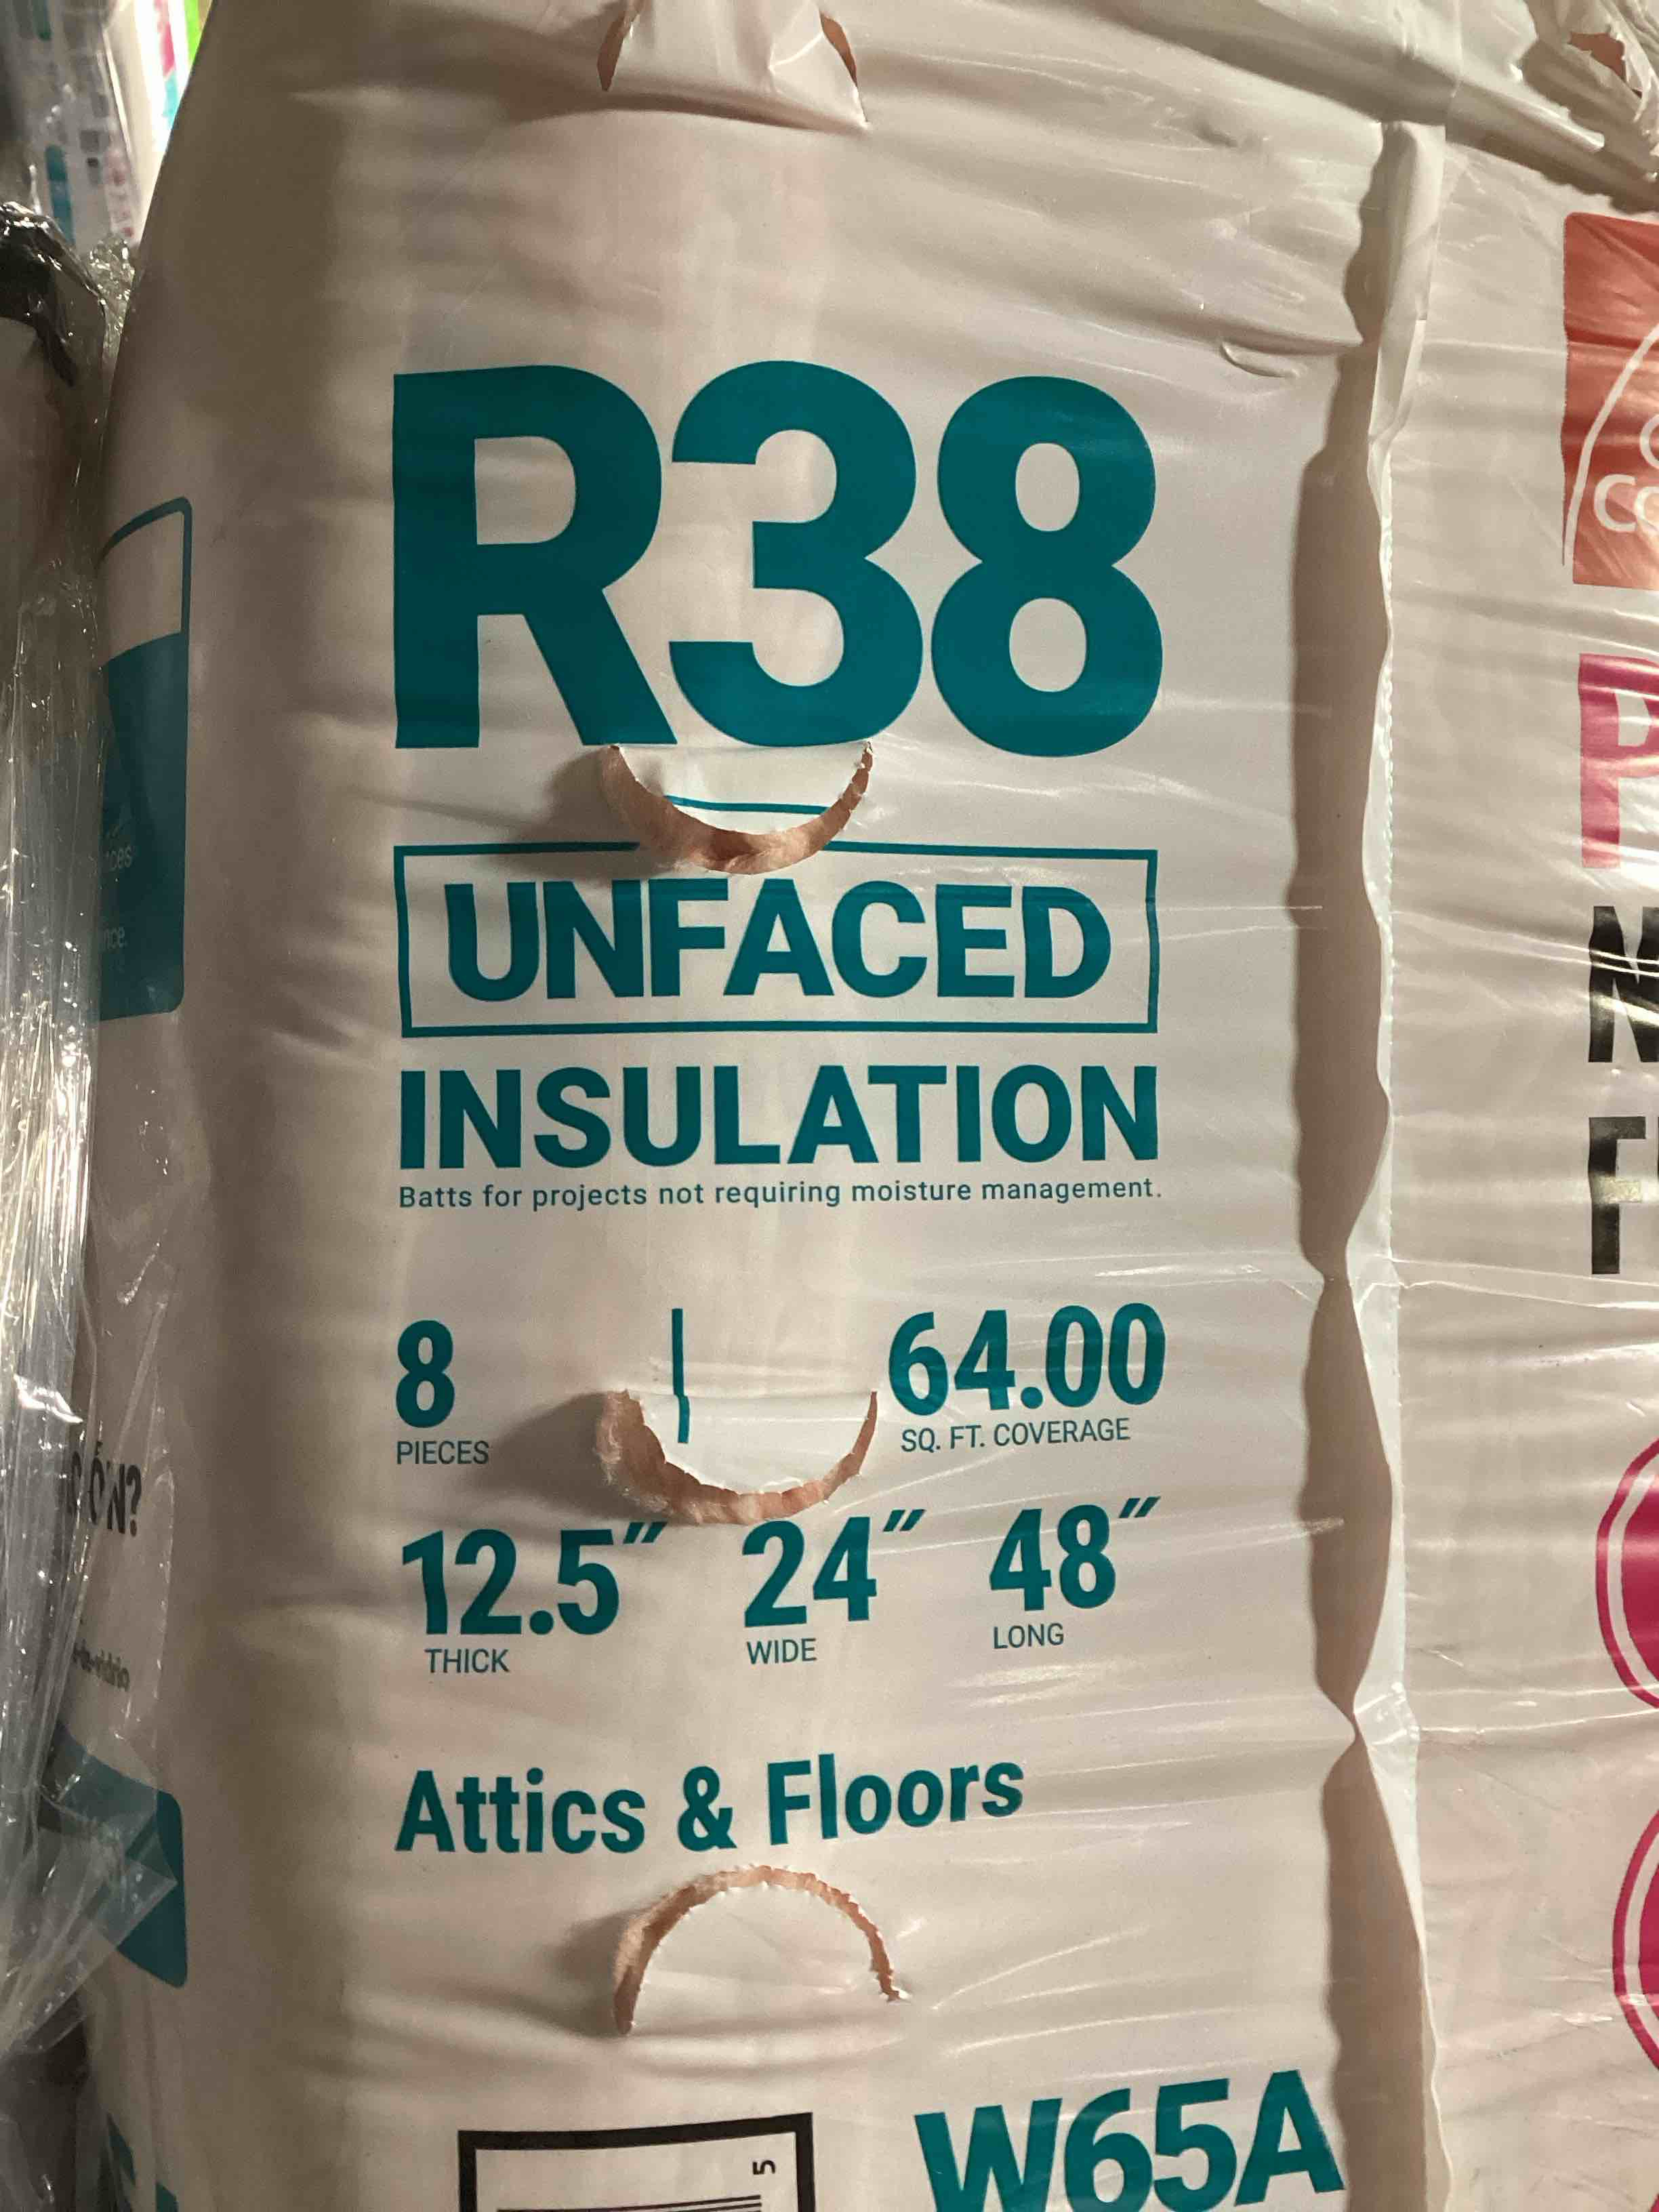 R38
UNFACED
INSULATION
Batts for projects not requiring moisture management.
8
PIECES
64.00
SQ. FT. COVERAGE
12.5″ 24″ 48″
THICK WIDE LONG
Attics & Floors
W65A
5